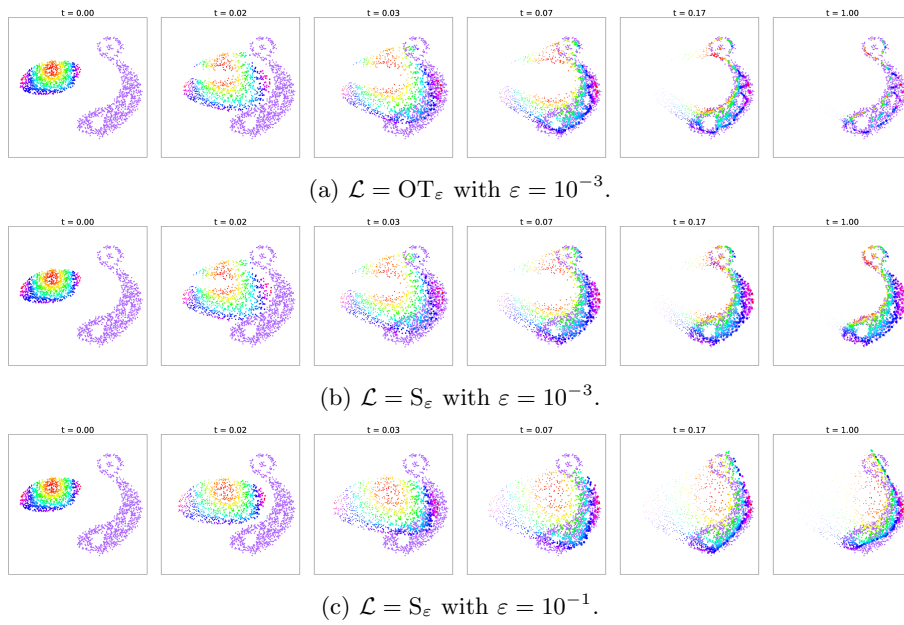 t = 0.00 t = 0.02 t = 0.03 t = 0.07 t = 0.17 t = 1.00
(a) ℒ = OT_ε with ε = 10⁻³.
t = 0.00 t = 0.02 t = 0.03 t = 0.07 t = 0.17 t = 1.00
(b) ℒ = S_ε with ε = 10⁻³.
t = 0.00 t = 0.02 t = 0.03 t = 0.07 t = 0.17 t = 1.00
(c) ℒ = S_ε with ε = 10⁻¹.